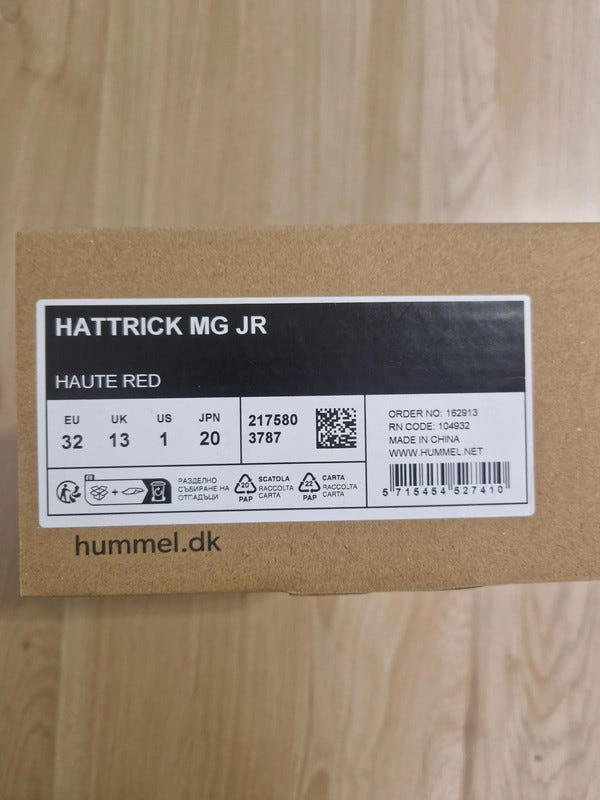 HATTRICK MG JR
HAUTE RED
EU UK US JPN
32 13 1 20
217580
3787
ORDER NO: 162913
RN CODE: 104932
MADE IN CHINA
WWW.HUMMEL.NET
5 715454 527410
FR
РАЗДЕЛНО
СЪБИРАНЕ НА
ОТПАДЪЦИ
20
PAP
SCATOLA
RACCOLTA
CARTA
22
PAP
CARTA
RACCOLTA
CARTA
hummel.dk